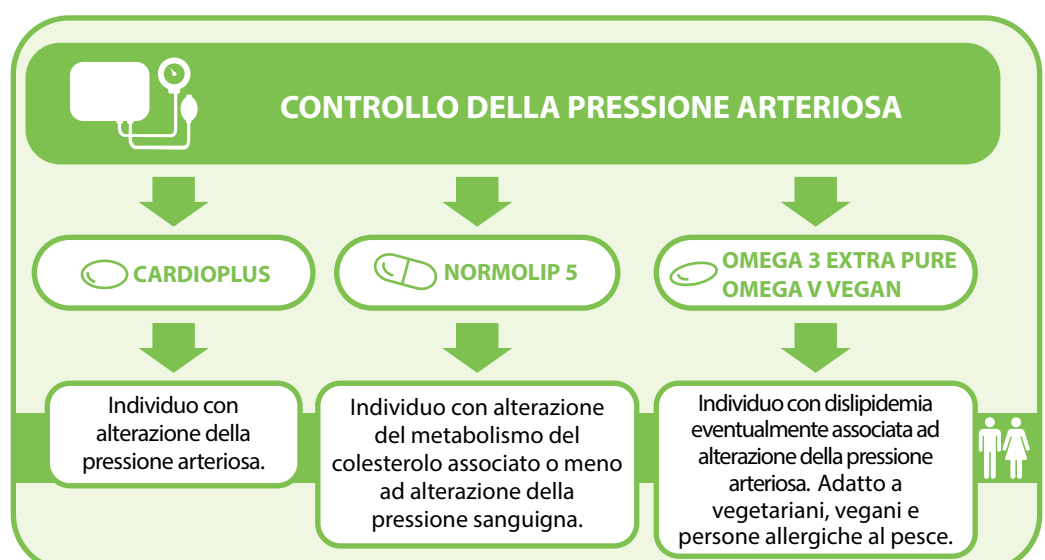 CONTROLLO DELLA PRESSIONE ARTERIOSA
CARDIOPLUS
NORMOLIP 5
OMEGA 3 EXTRA PURE
OMEGA V VEGAN
Individuo con
alterazione della
pressione arteriosa.
Individuo con alterazione
del metabolismo del
colesterolo associato o meno
ad alterazione della
pressione sanguigna.
Individuo con dislipidemia
eventualmente associata ad
alterazione della pressione
arteriosa. Adatto a
vegetariani, vegani e
persone allergiche al pesce.